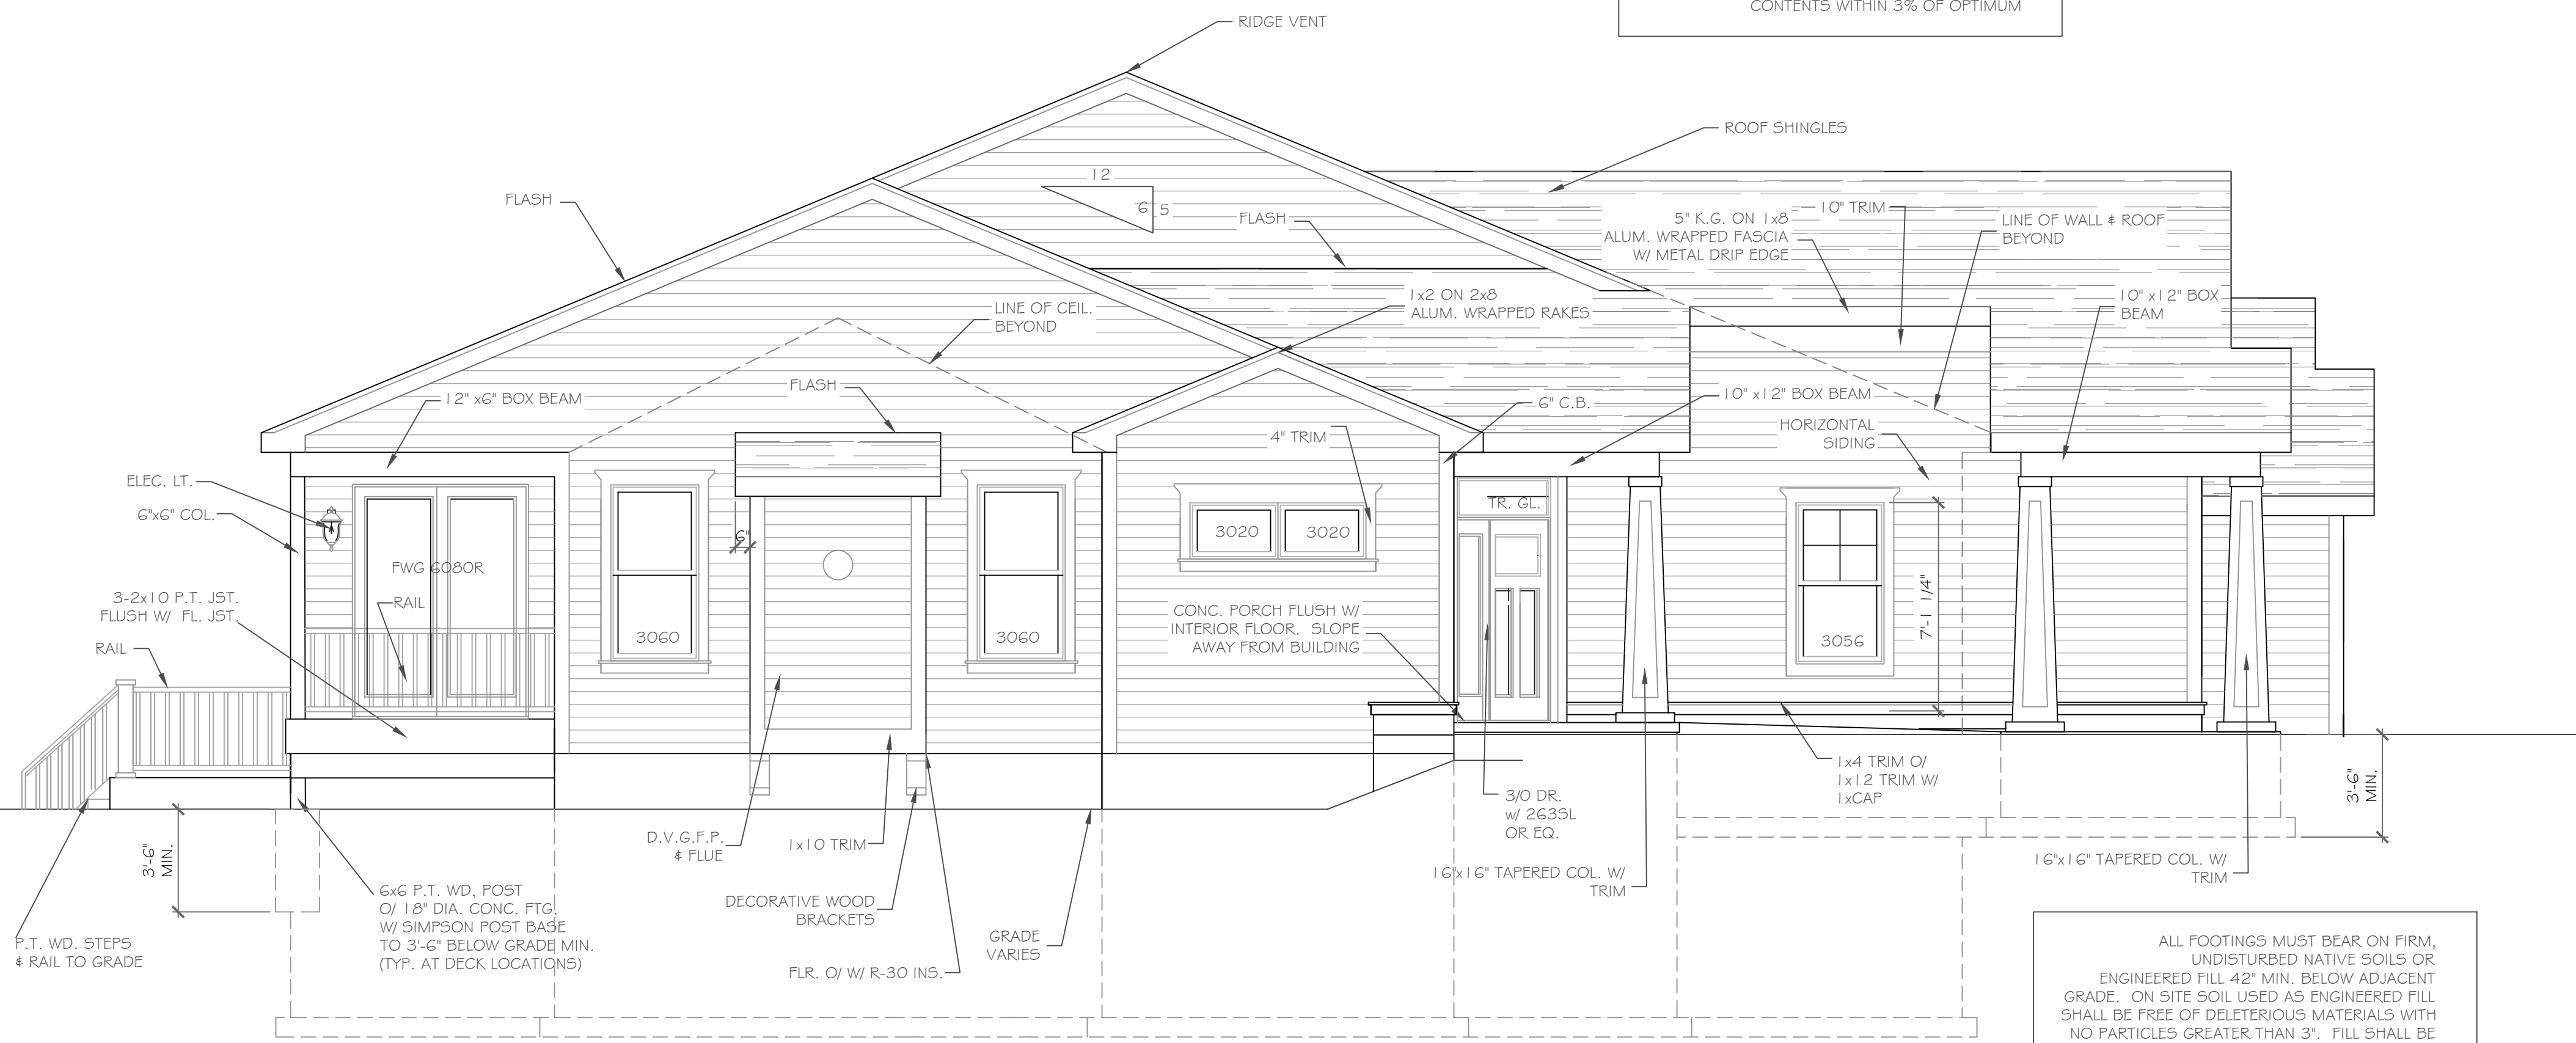 CONTENTS WITHIN 3% OF OPTIMUM
RIDGE VENT
ROOF SHINGLES
12
6
5
FLASH
FLASH
10" TRIM
5" K.G. ON 1x8
ALUM. WRAPPED FASCIA
W/ METAL DRIP EDGE
LINE OF WALL & ROOF
BEYOND
1x2 ON 2x8
ALUM. WRAPPED RAKES
10" x12" BOX
BEAM
LINE OF CEIL.
BEYOND
FLASH
12" x6" BOX BEAM
10" x12" BOX BEAM
6" C.B.
4" TRIM
HORIZONTAL
SIDING
ELEC. LT.
6"x6" COL.
TR. GL.
6"
3020
3020
FWG 6080R
RAIL
3-2x10 P.T. JST.
FLUSH W/ FL. JST.
RAIL
3060
3060
CONC. PORCH FLUSH W/
INTERIOR FLOOR. SLOPE
AWAY FROM BUILDING
3056
7'-1 1/4"
1x4 TRIM O/
1x12 TRIM W/
1xCAP
3'-6"
MIN.
3/0 DR.
w/ 263SL
OR EQ.
D.V.G.F.P.
& FLUE
1x10 TRIM
3'-6"
MIN.
16"x16" TAPERED COL. W/
TRIM
16"x16" TAPERED COL. W/
TRIM
6x6 P.T. WD, POST
O/ 18" DIA. CONC. FTG.
W/ SIMPSON POST BASE
TO 3'-6" BELOW GRADE MIN.
(TYP. AT DECK LOCATIONS)
DECORATIVE WOOD
BRACKETS
GRADE
VARIES
P.T. WD. STEPS
& RAIL TO GRADE
FLR. O/ W/ R-30 INS.
ALL FOOTINGS MUST BEAR ON FIRM,
UNDISTURBED NATIVE SOILS OR
ENGINEERED FILL 42" MIN. BELOW ADJACENT
GRADE. ON SITE SOIL USED AS ENGINEERED FILL
SHALL BE FREE OF DELETERIOUS MATERIALS WITH
NO PARTICLES GREATER THAN 3". FILL SHALL BE